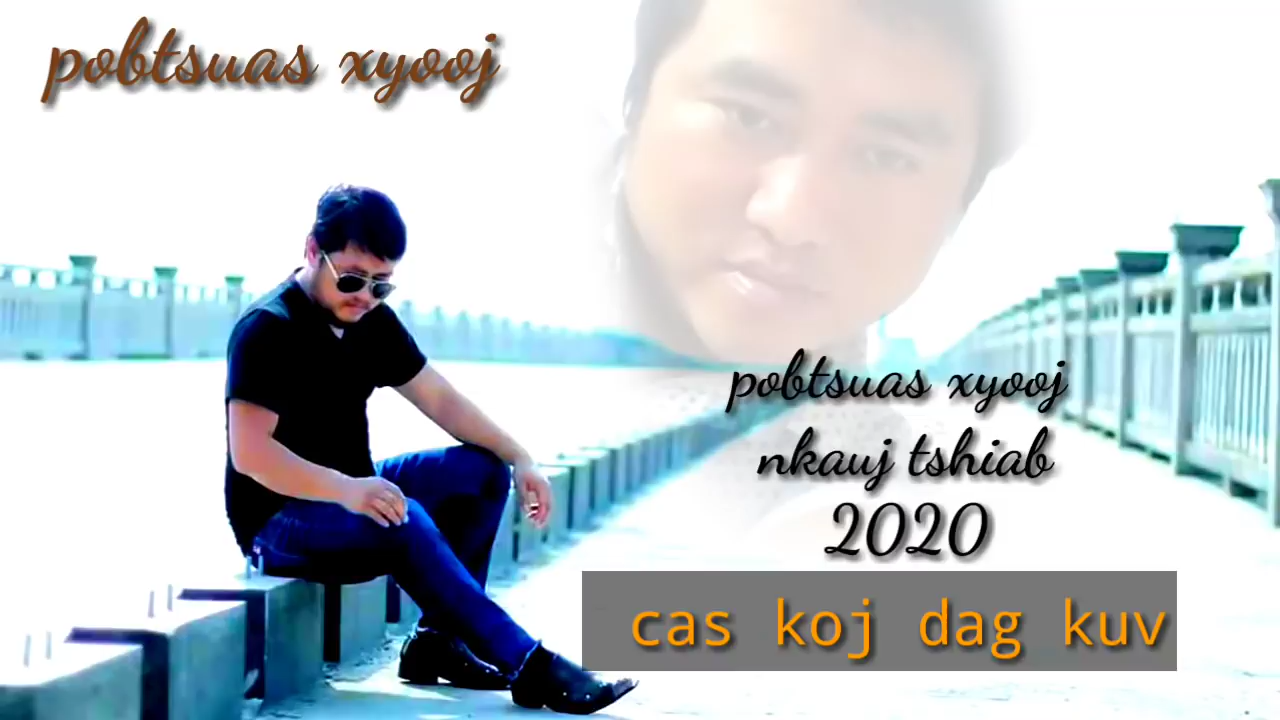 pobtsuas xyooj
pobtsuas xyooj
nkauj tshiab
2020
cas koj dag kuv